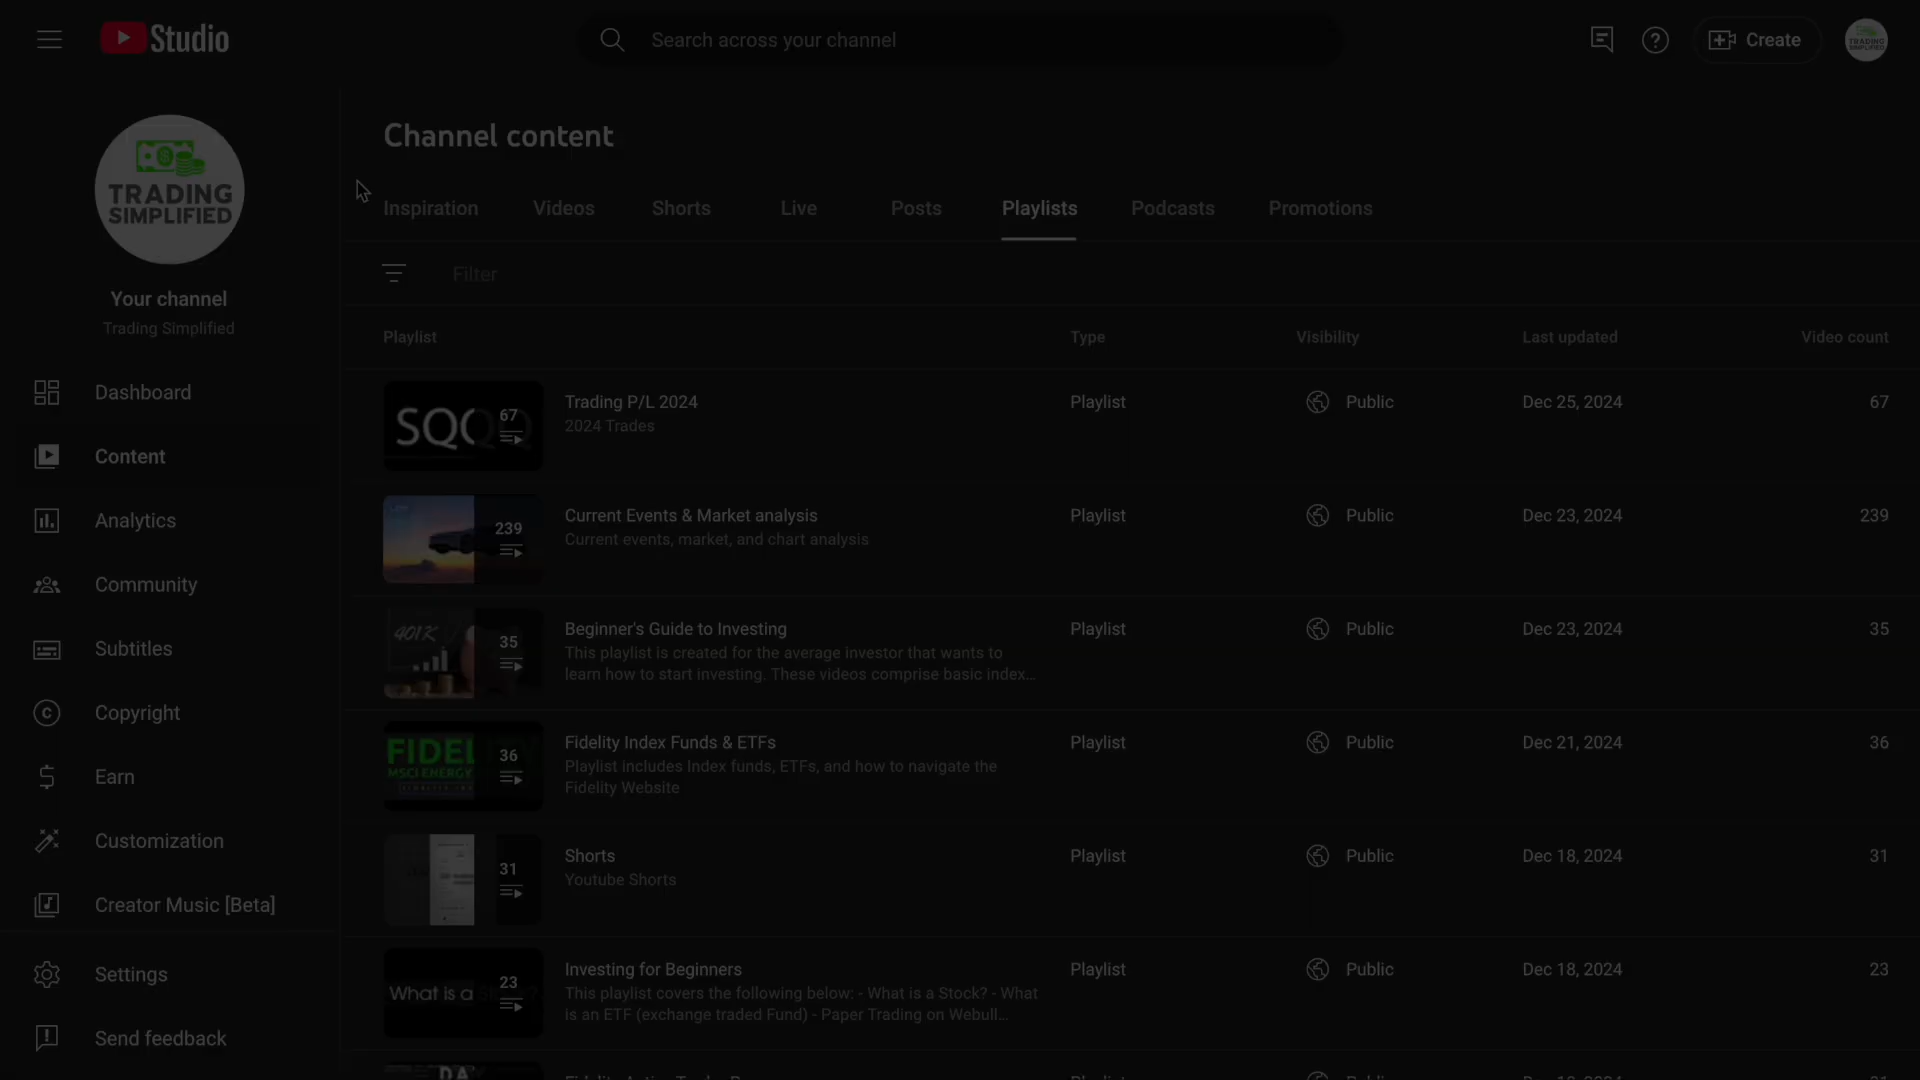 Studio
Search across your channel
Create
TRADING
SIMPLIFIED
Your channel
Trading Simplified
Dashboard
Content
Analytics
Community
Subtitles
Copyright
Earn
Customization
Creator Music [Beta]
Settings
Send feedback
Channel content
Inspiration Videos Shorts Live Posts Playlists Podcasts Promotions
Filter
Playlist Type Visibility Last updated Video count
67
Trading P/L 2024 Playlist Public Dec 25, 2024 67
2024 Trades
239
Current Events & Market analysis Playlist Public Dec 23, 2024 239
Current events, market, and chart analysis
401K
35
Beginner's Guide to Investing Playlist Public Dec 23, 2024 35
This playlist is created for the average investor that wants to
learn how to start investing. These videos comprise basic index...
MSCI ENERGY
36
Fidelity Index Funds & ETFs Playlist Public Dec 21, 2024 36
Playlist includes Index funds, ETFs, and how to navigate the
Fidelity Website
31
Shorts Playlist Public Dec 18, 2024 31
Youtube Shorts
What is a
23
Investing for Beginners Playlist Public Dec 18, 2024 23
This playlist covers the following below: - What is a Stock? - What
is an ETF (exchange traded Fund) - Paper Trading on Webull...